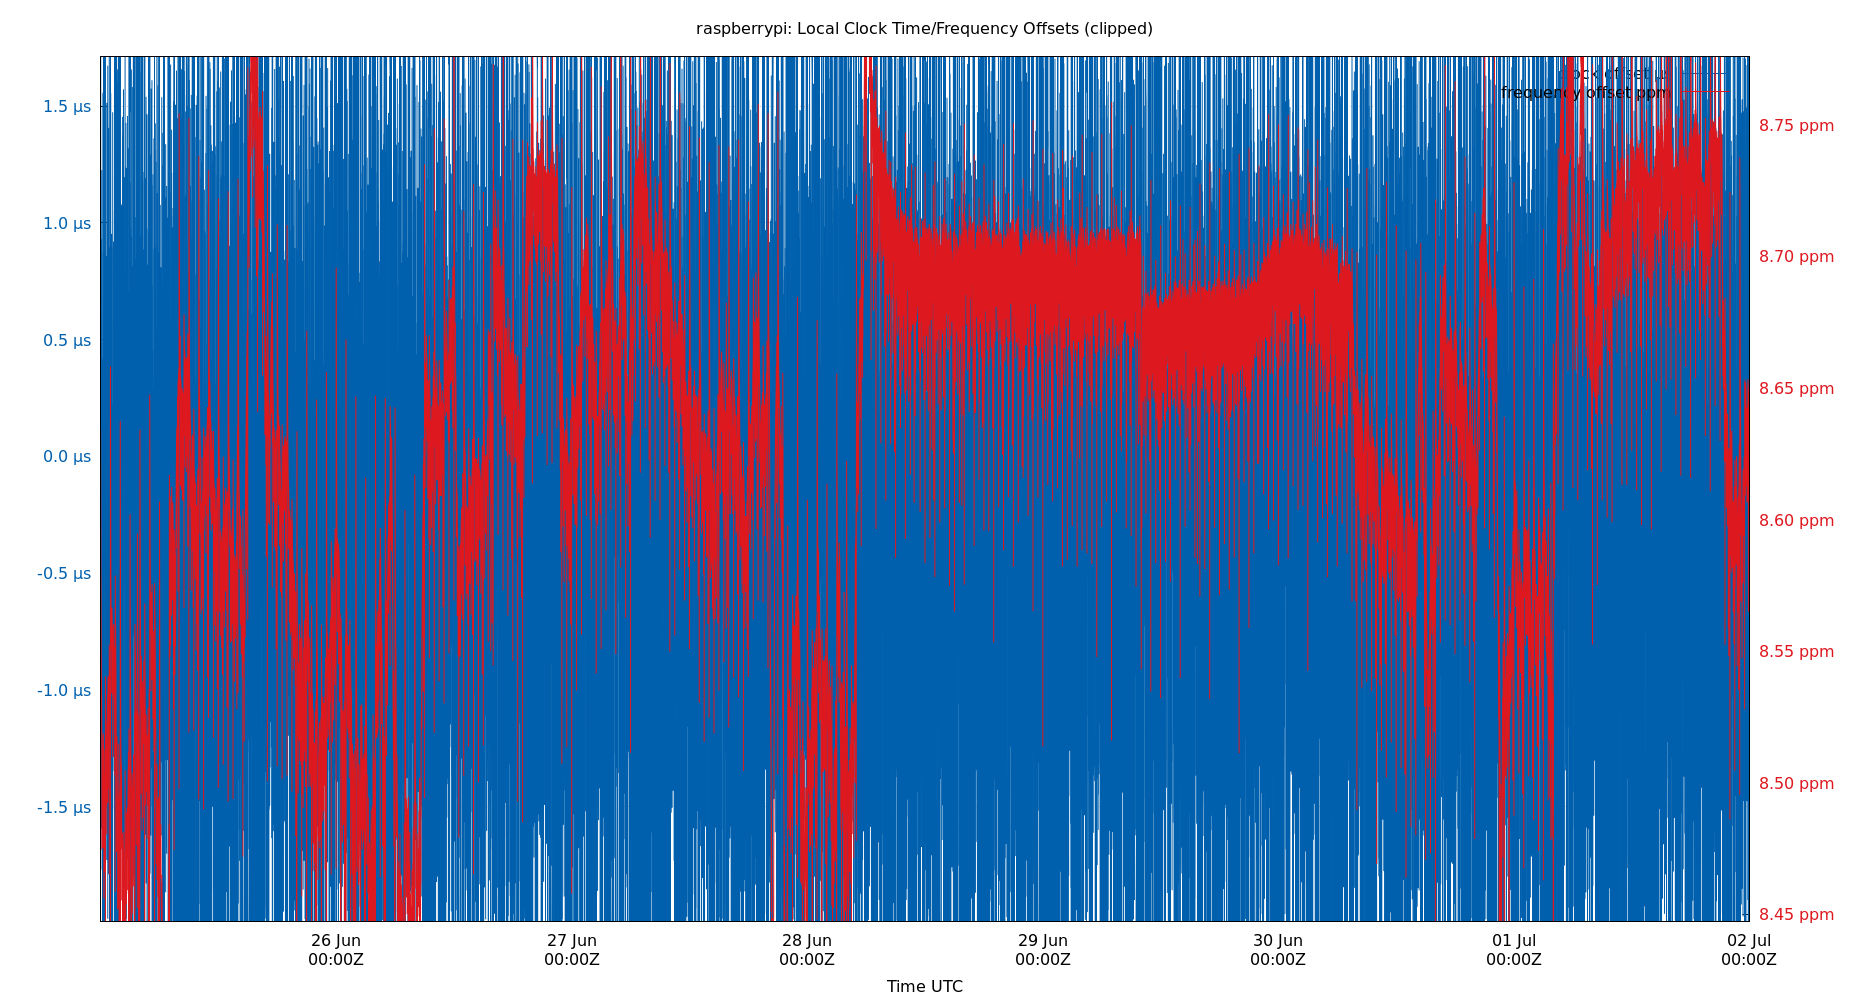 raspberrypi: Local Clock Time/Frequency Offsets (clipped)
clock offset µs
frequency offset ppm
1.5 µs
1.0 µs
0.5 µs
0.0 µs
-0.5 µs
-1.0 µs
-1.5 µs
8.75 ppm
8.70 ppm
8.65 ppm
8.60 ppm
8.55 ppm
8.50 ppm
8.45 ppm
26 Jun 27 Jun 28 Jun 29 Jun 30 Jun 01 Jul 02 Jul
00:00Z 00:00Z 00:00Z 00:00Z 00:00Z 00:00Z 00:00Z
Time UTC